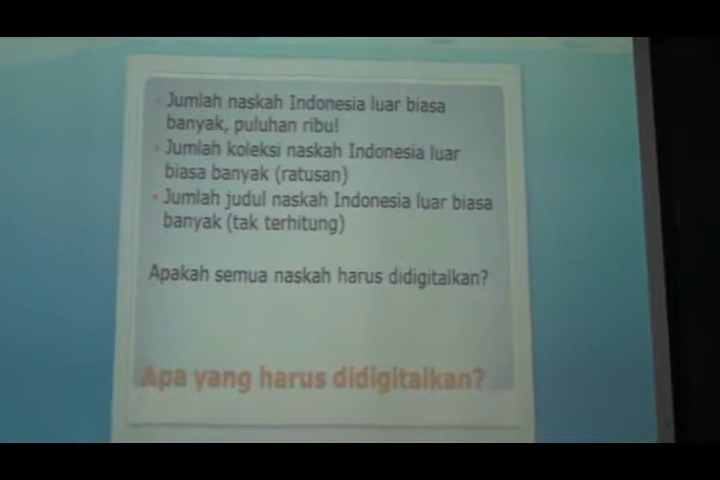 • Jumlah naskah Indonesia luar biasa
banyak, puluhan ribu!
• Jumlah koleksi naskah Indonesia luar
biasa banyak (ratusan)
• Jumlah judul naskah Indonesia luar biasa
banyak (tak terhitung)
Apakah semua naskah harus didigitalkan?
Apa yang harus didigitalkan?